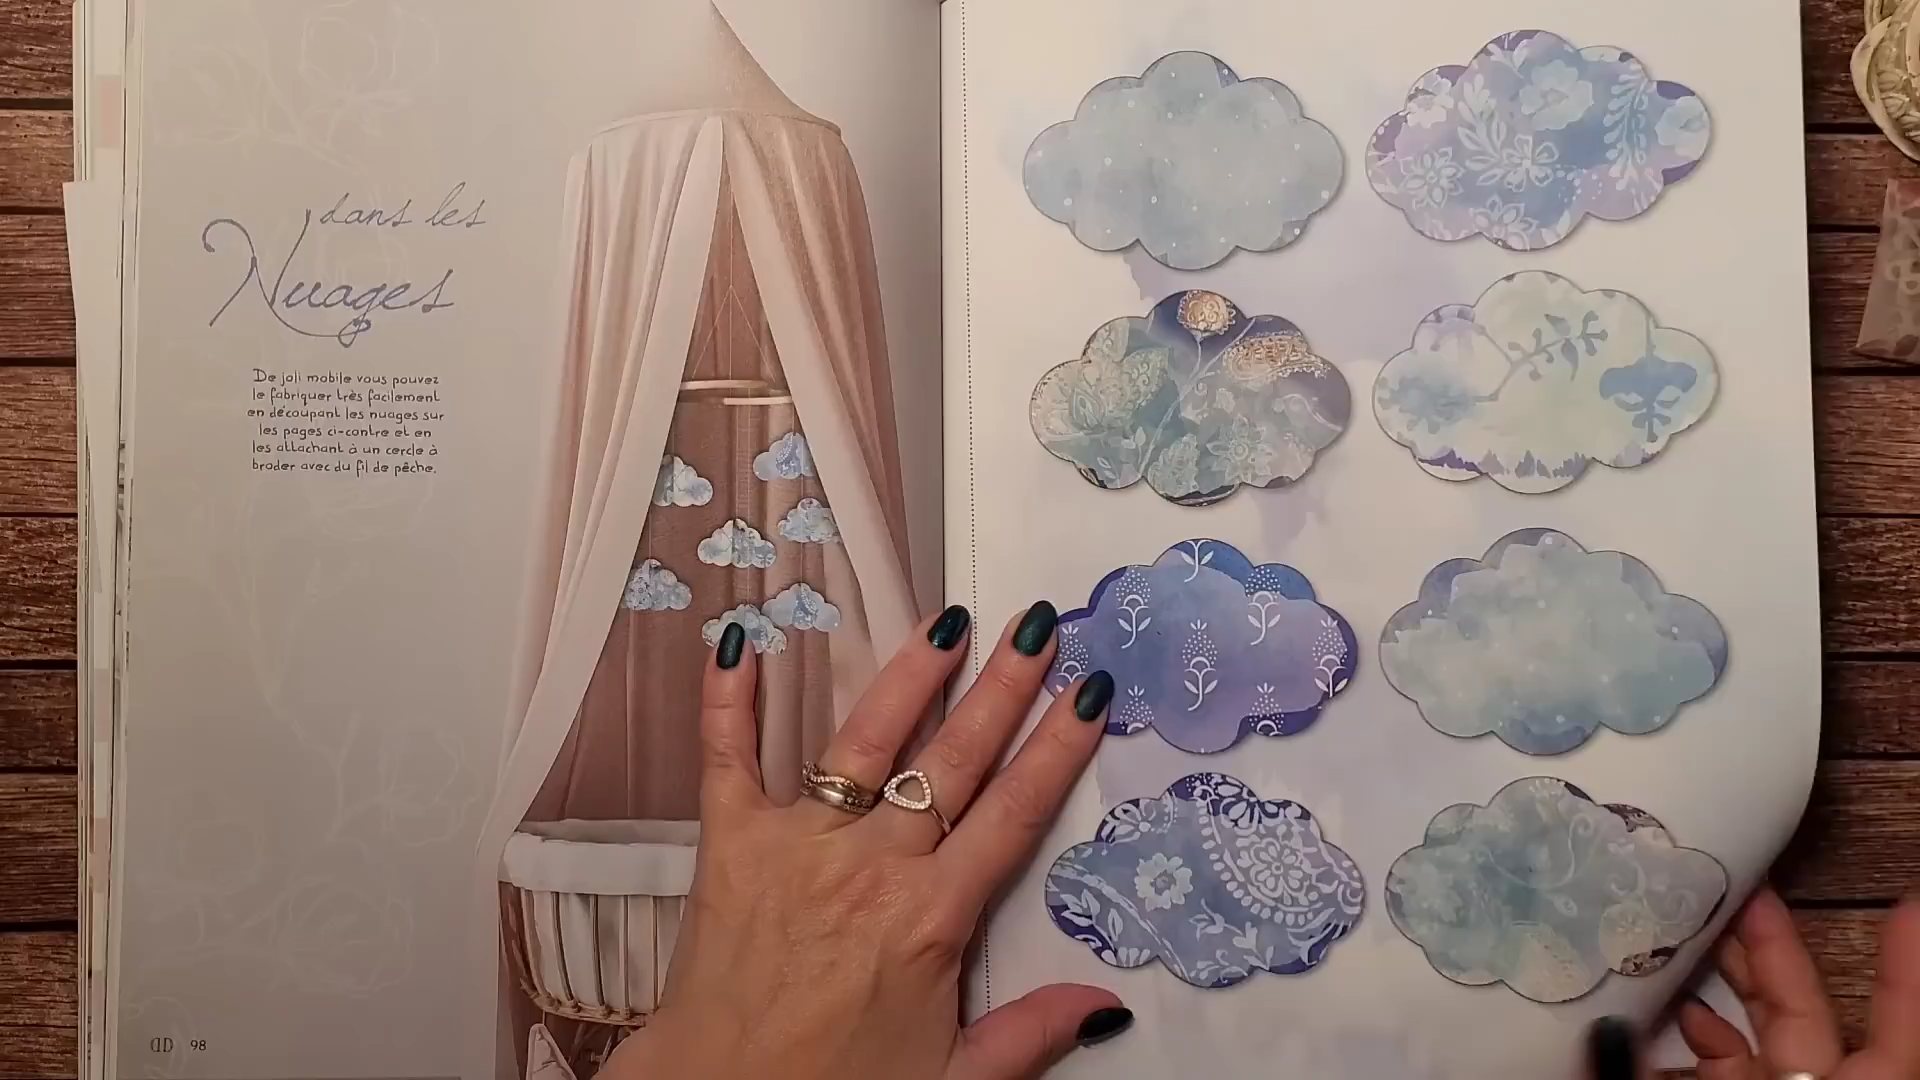 dans les
Nuages
De joli mobile vous pouvez
le fabriquer très facilement
en découpant les nuages sur
les pages ci-contre et en
les attachant à un cercle à
broder avec du fil de pêche.
DD 98